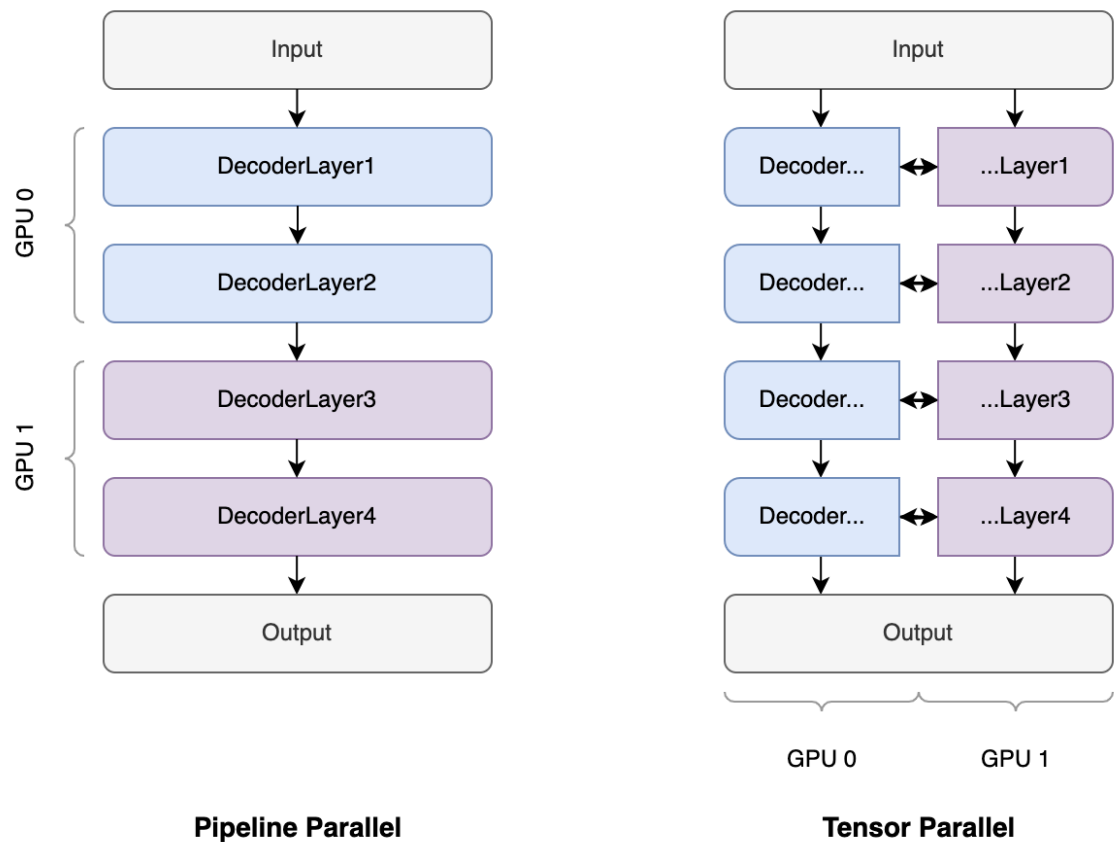 Input
GPU 0
DecoderLayer1
DecoderLayer2
GPU 1
DecoderLayer3
DecoderLayer4
Output
Pipeline Parallel
Input
Decoder...
...Layer1
Decoder...
...Layer2
Decoder...
...Layer3
Decoder...
...Layer4
Output
GPU 0
GPU 1
Tensor Parallel